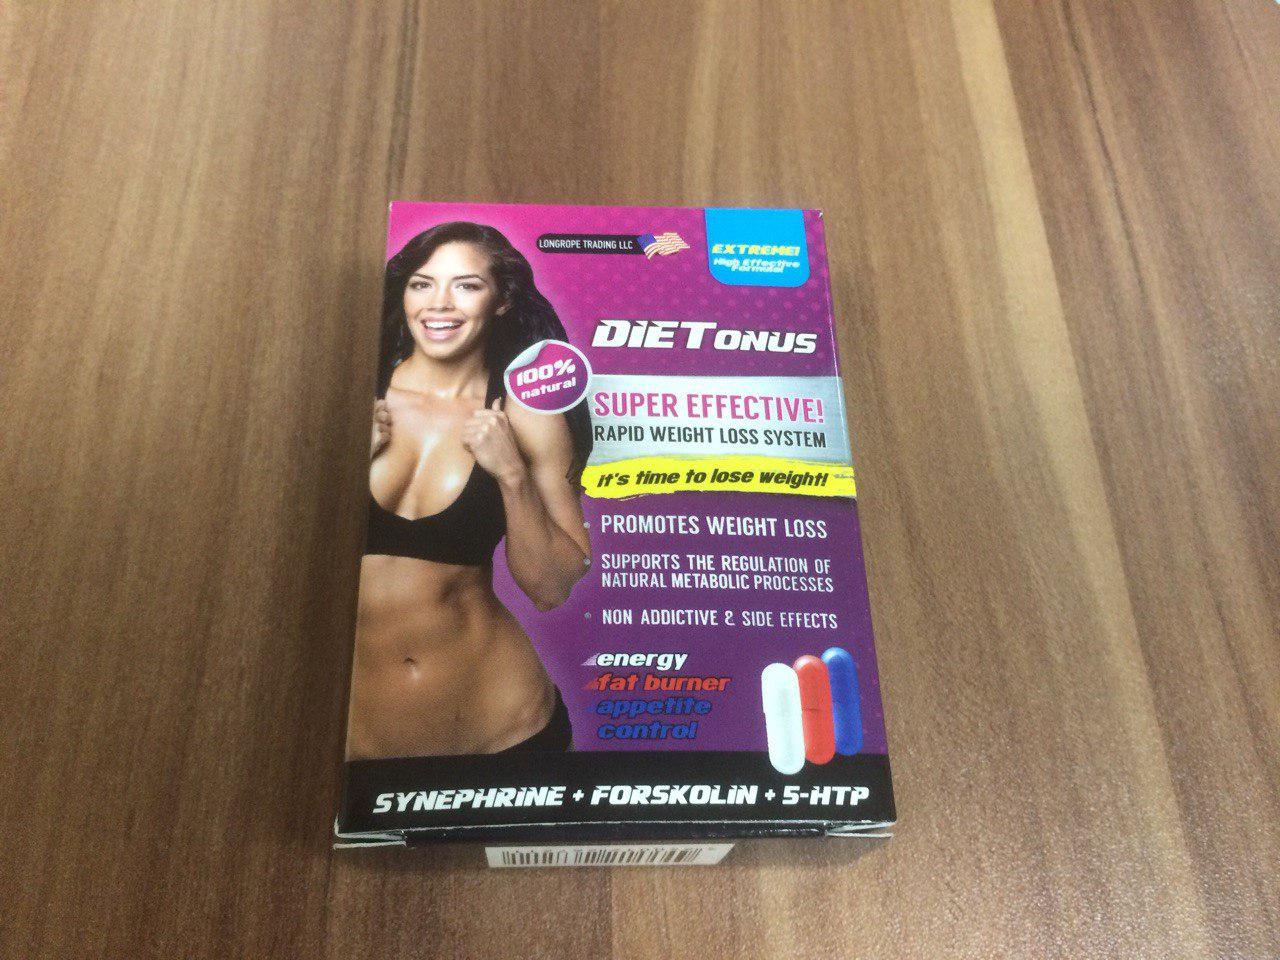 LONGROPE TRADING LLC
EXTREME!
High Effective
Formula!
DIETONUS
100%
natural
SUPER EFFECTIVE!
RAPID WEIGHT LOSS SYSTEM
it's time to lose weight!
PROMOTES WEIGHT LOSS
SUPPORTS THE REGULATION OF
NATURAL METABOLIC PROCESSES
NON ADDICTIVE & SIDE EFFECTS
energy
fat burner
appetite
control
SYNEPHRINE + FORSKOLIN + 5-HTP